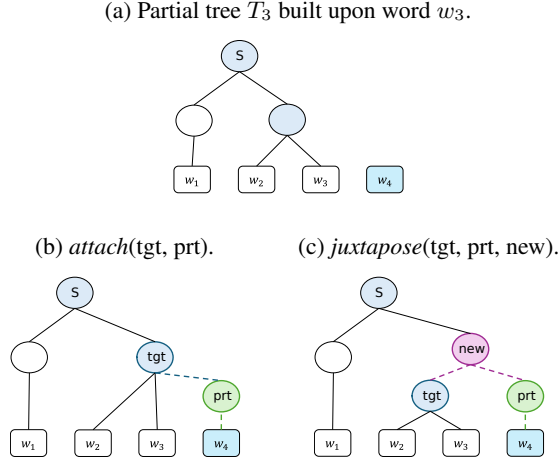 (a) Partial tree T₃ built upon word w₃.
S
w₁ w₂ w₃ w₄
(b) attach(tgt, prt).
S
tgt
prt
w₁ w₂ w₃ w₄
(c) juxtapose(tgt, prt, new).
S
new
tgt prt
w₁ w₂ w₃ w₄